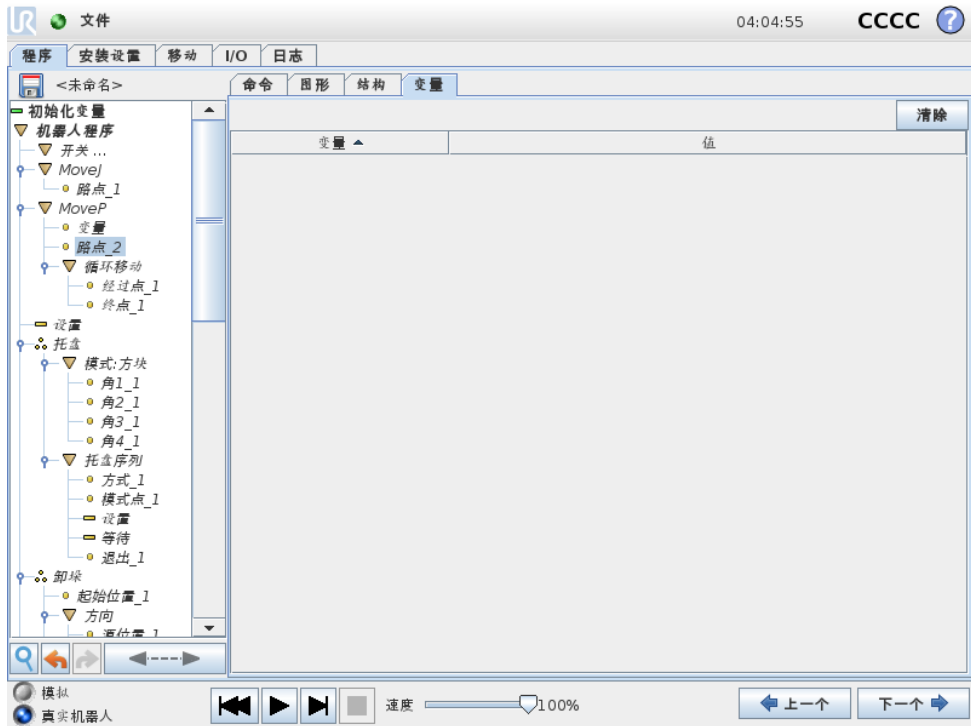 UR 文件 04:04:55 CCCC ?
程序 安装设置 移动 I/O 日志
<未命名> 命令 图形 结构 变量
清除
变量 值
初始化变量
机器人程序
开关 ...
MoveJ
路点_1
MoveP
变量
路点_2
循环移动
经过点_1
终点_1
设置
托盘
模式:方块
角1_1
角2_1
角3_1
角4_1
托盘序列
方式_1
模式点_1
设置
等待
退出_1
卸垛
起始位置_1
方向
源位置_1
模拟
真实机器人
速度 100% 上一个 下一个